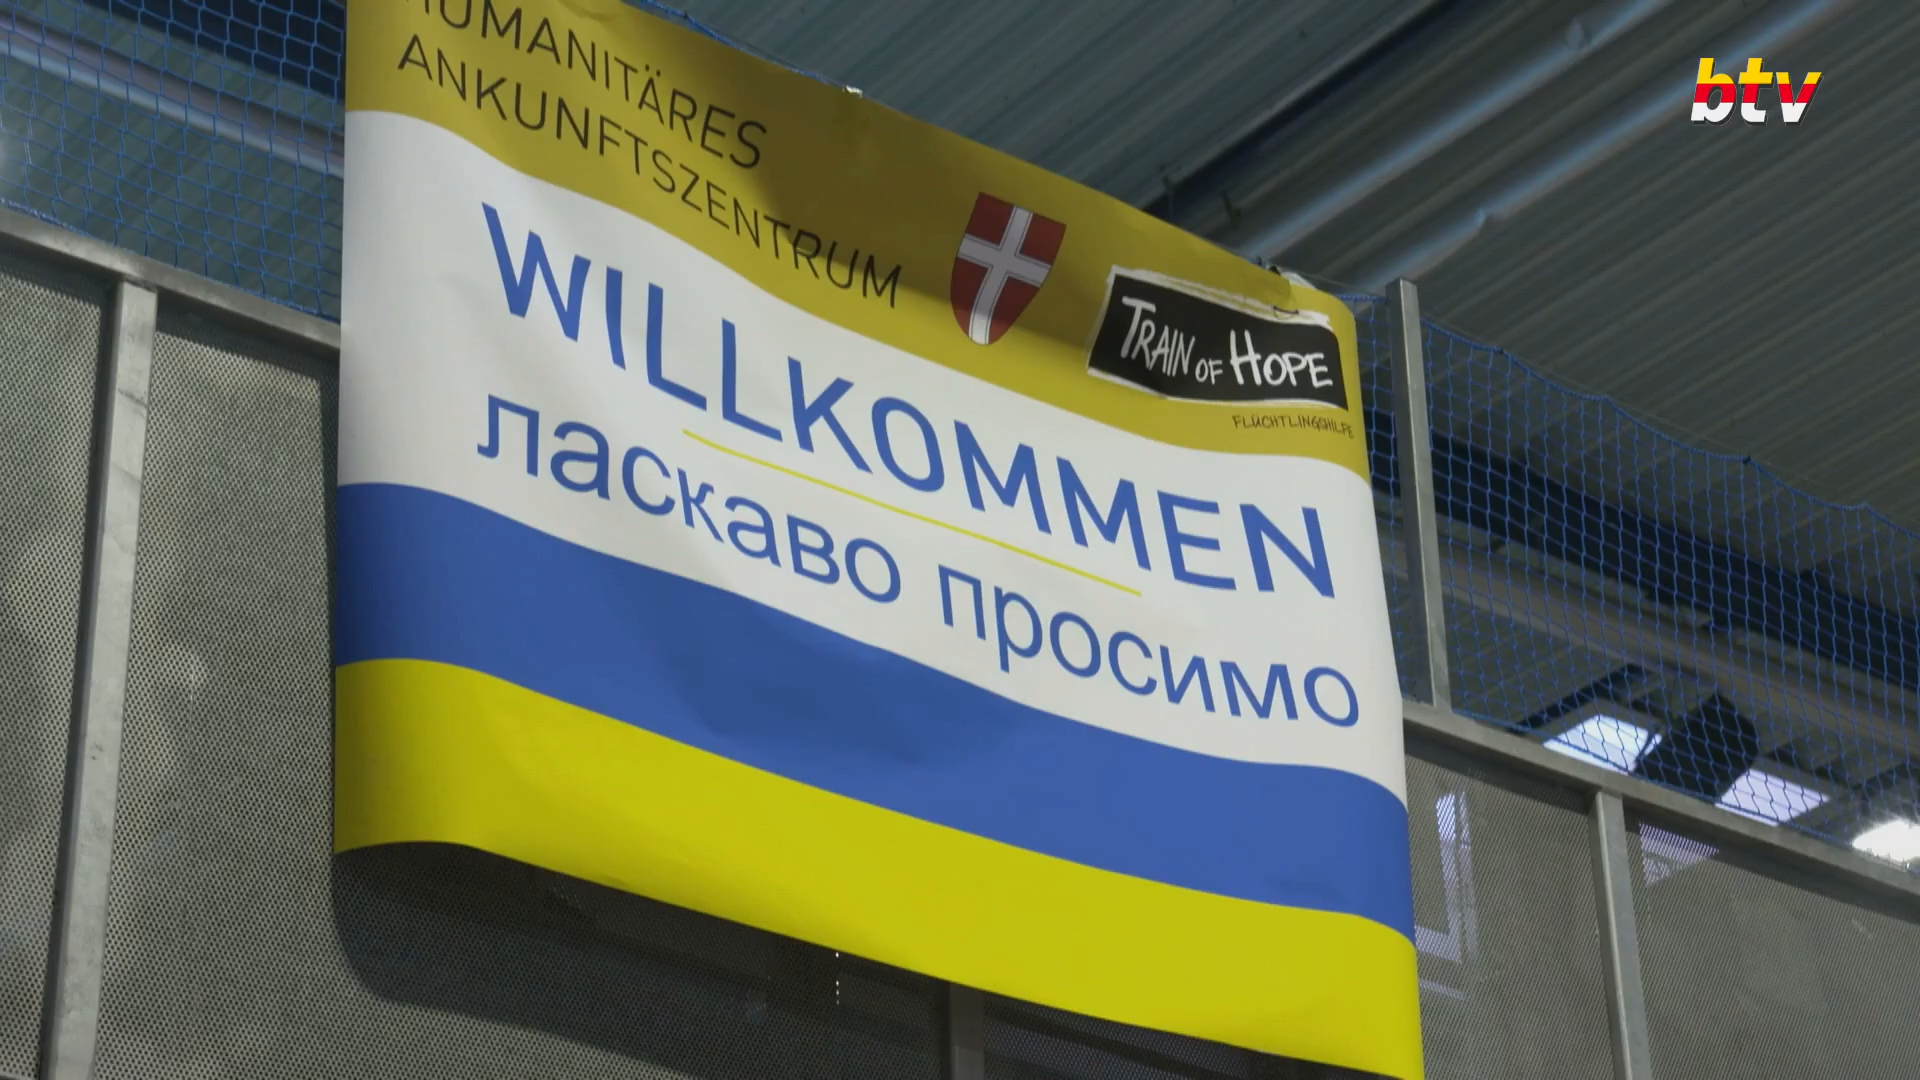 HUMANITÄRES
ANKUNFTSZENTRUM
TRAIN OF HOPE
FLÜCHTLINGSHILFE
WILLKOMMEN
ласкаво просимо
btv